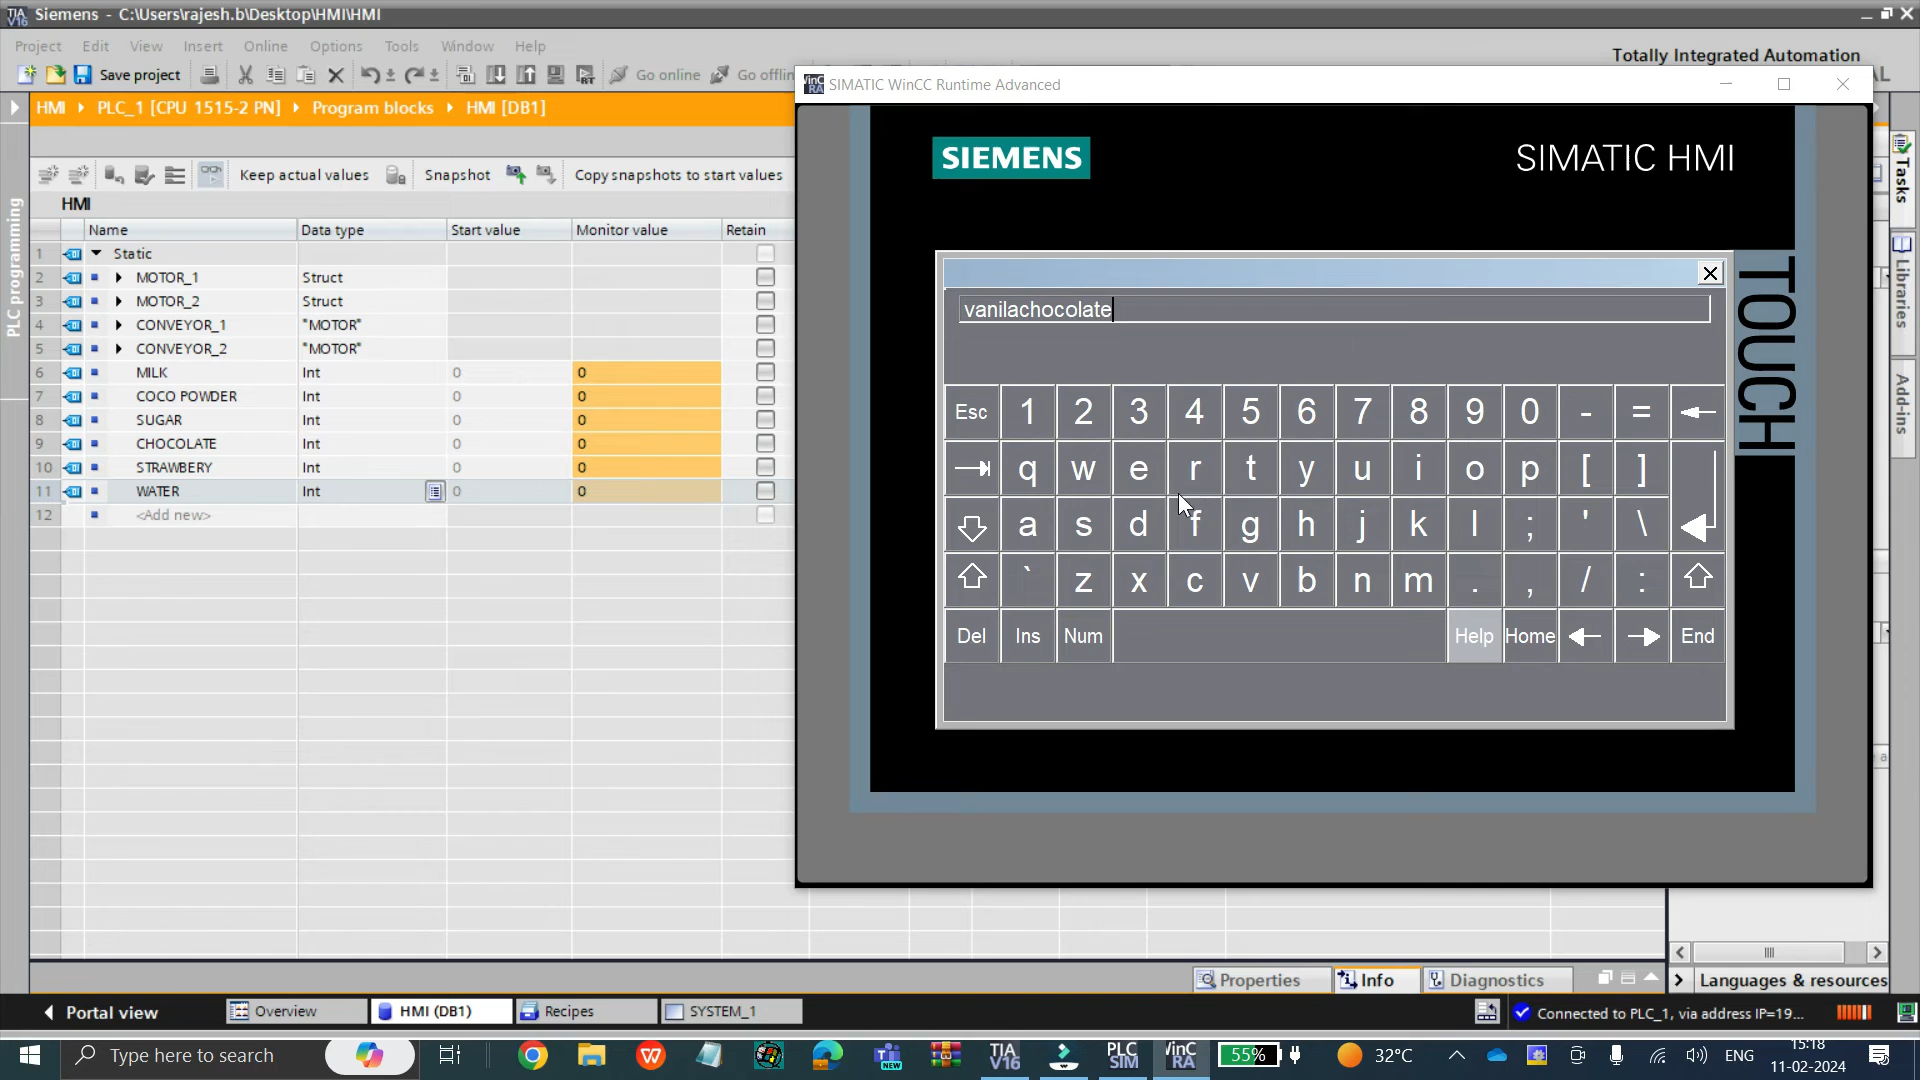 Siemens - C:\Users\rajesh.b\Desktop\HMI\HMI
Project Edit View Insert Online Options Tools Window Help
Totally Integrated Automation
Save project Go online Go offlin
SIMATIC WinCC Runtime Advanced
HMI PLC_1 [CPU 1515-2 PN] Program blocks HMI [DB1]
SIEMENS SIMATIC HMI
Keep actual values Snapshot Copy snapshots to start values
HMI
Name Data type Start value Monitor value Retain
1 Static
2 MOTOR_1 Struct
3 MOTOR_2 Struct
4 CONVEYOR_1 "MOTOR"
5 CONVEYOR_2 "MOTOR"
6 MILK Int 0 0
7 COCO POWDER Int 0 0
8 SUGAR Int 0 0
9 CHOCOLATE Int 0 0
10 STRAWBERY Int 0 0
11 WATER Int 0 0
12 <Add new>
PLC programming
vanilachocolate
TOUCH
Esc 1 2 3 4 5 6 7 8 9 0 - =
q w e r t y u i o p [ ]
a s d f g h j k l ; ' \
` z x c v b n m . , / :
Del Ins Num Help Home End
Tasks
Libraries
Add-ins
Properties Info Diagnostics
Languages & resources
Portal view Overview HMI (DB1) Recipes SYSTEM_1
Connected to PLC_1, via address IP=19...
Type here to search
TIA V16
PLC SIM
WinC RA
55%
32°C
ENG
15:18
11-02-2024